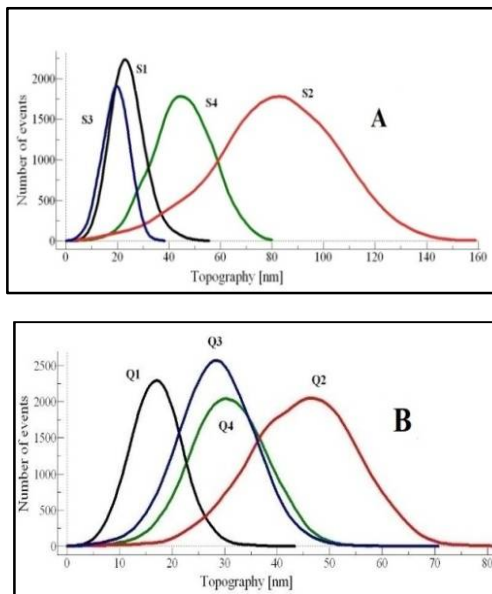 S1
S3
S4
S2
A
Number of events
2000
1500
1000
500
0
0 20 40 60 80 100 120 140 160
Topography [nm]
Q3
Q1
Q2
Q4
B
Number of events
2500
2000
1500
1000
500
0
0 10 20 30 40 50 60 70 80
Topography [nm]